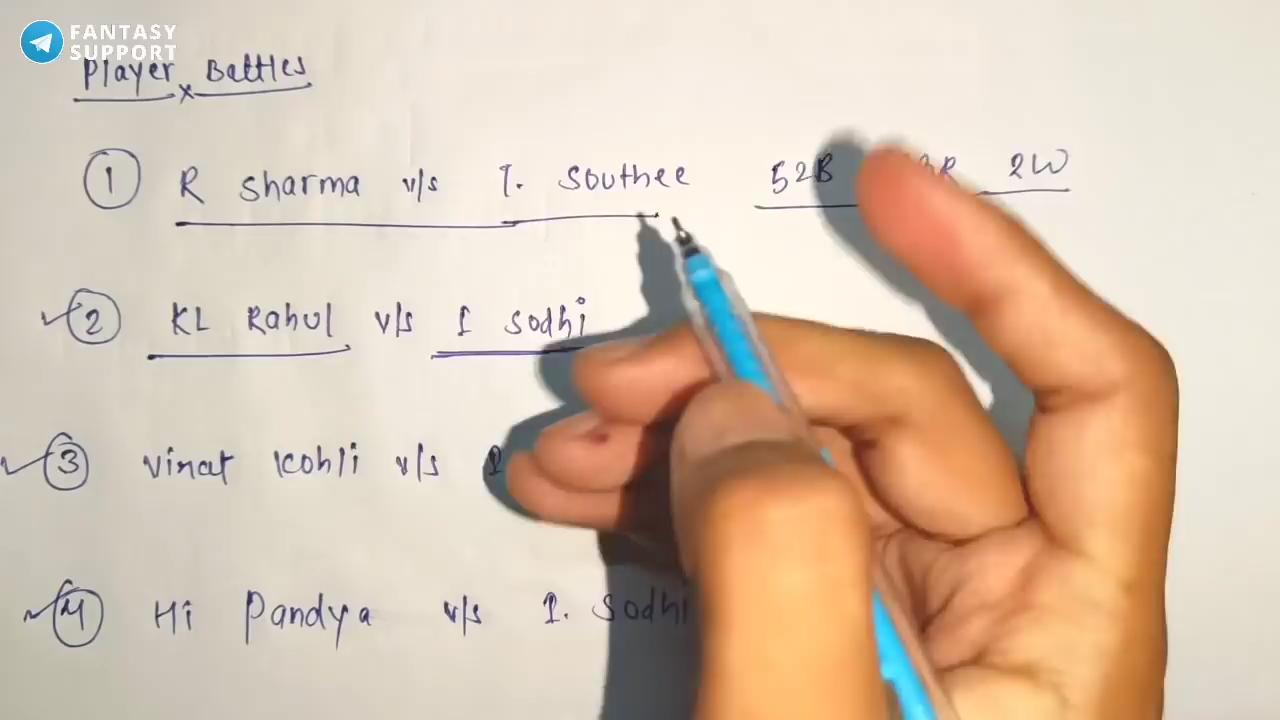 FANTASY
SUPPORT
Player x Battles
1 R Sharma v/s T. Southee 52B 2W
2 KL Rahul v/s I Sodhi
3 Virat Kohli v/s
4 Hi Pandya v/s I. Sodhi